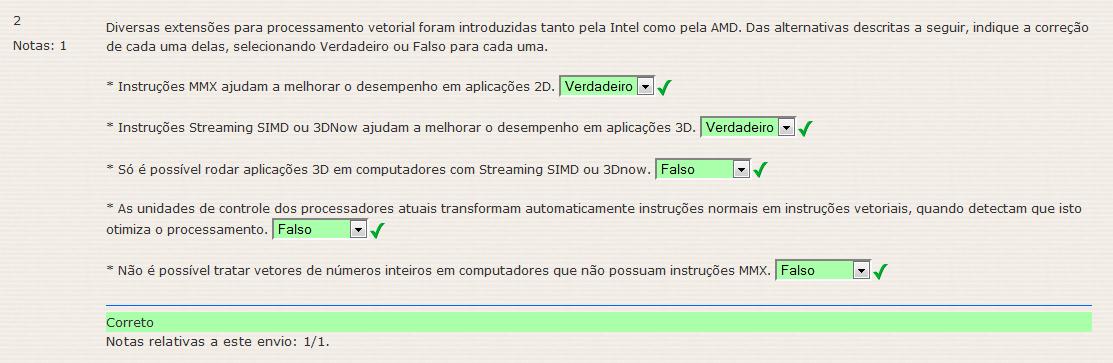 2
Notas: 1
Diversas extensões para processamento vetorial foram introduzidas tanto pela Intel como pela AMD. Das alternativas descritas a seguir, indique a correção
de cada uma delas, selecionando Verdadeiro ou Falso para cada uma.
* Instruções MMX ajudam a melhorar o desempenho em aplicações 2D. Verdadeiro
* Instruções Streaming SIMD ou 3DNow ajudam a melhorar o desempenho em aplicações 3D. Verdadeiro
* Só é possível rodar aplicações 3D em computadores com Streaming SIMD ou 3Dnow. Falso
* As unidades de controle dos processadores atuais transformam automaticamente instruções normais em instruções vetoriais, quando detectam que isto
otimiza o processamento. Falso
* Não é possível tratar vetores de números inteiros em computadores que não possuam instruções MMX. Falso
Correto
Notas relativas a este envio: 1/1.